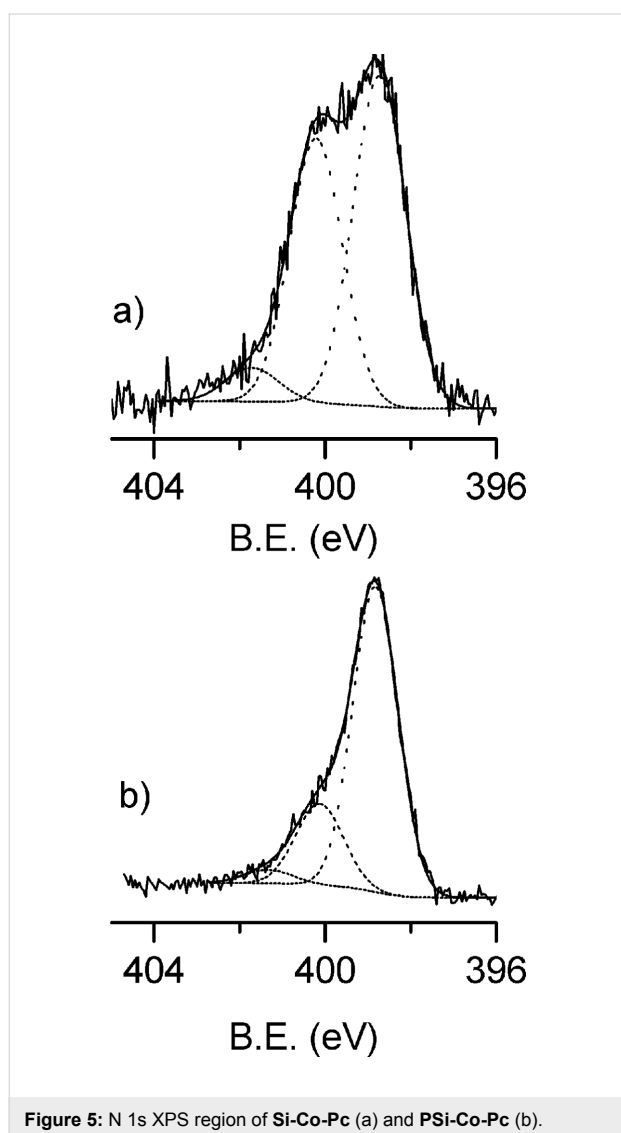 a)
404 400 396
B.E. (eV)
b)
404 400 396
B.E. (eV)
Figure 5: N 1s XPS region of Si-Co-Pc (a) and PSi-Co-Pc (b).